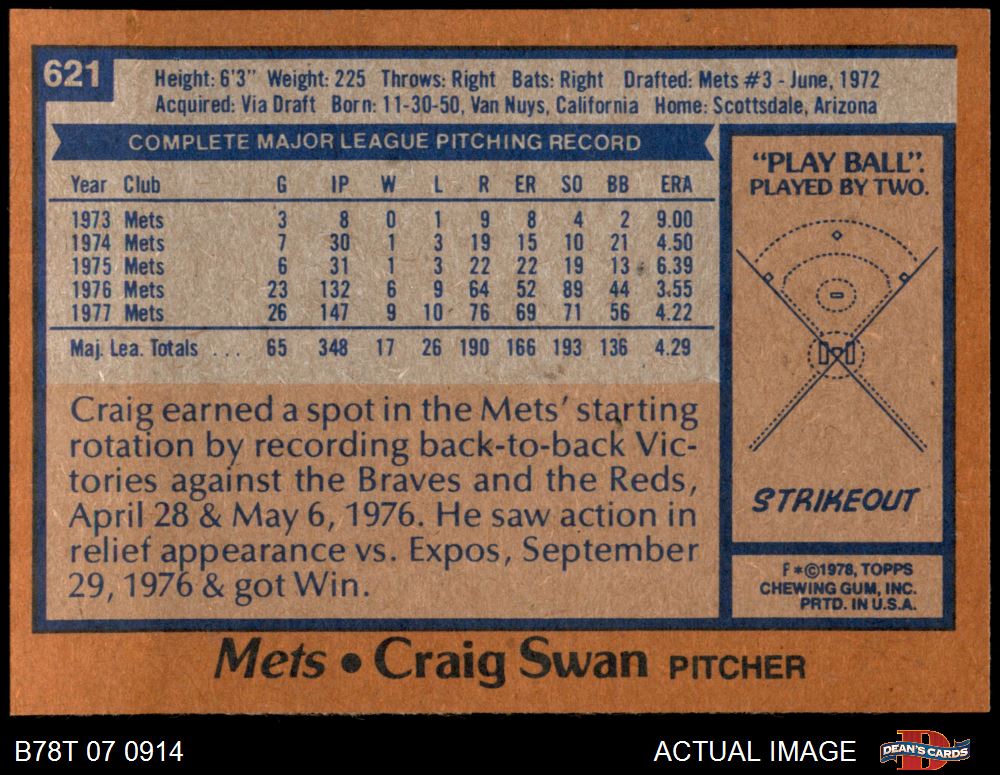 621
Height: 6'3" Weight: 225 Throws: Right Bats: Right Drafted: Mets #3 - June, 1972
Acquired: Via Draft Born: 11-30-50, Van Nuys, California Home: Scottsdale, Arizona
COMPLETE MAJOR LEAGUE PITCHING RECORD
Year Club G IP W L R ER SO BB ERA
1973 Mets 3 8 0 1 9 8 4 2 9.00
1974 Mets 7 30 1 3 19 15 10 21 4.50
1975 Mets 6 31 1 3 22 22 19 13 6.39
1976 Mets 23 132 6 9 64 52 89 44 3.55
1977 Mets 26 147 9 10 76 69 71 56 4.22
Maj. Lea. Totals ... 65 348 17 26 190 166 193 136 4.29
Craig earned a spot in the Mets' starting
rotation by recording back-to-back Vic-
tories against the Braves and the Reds,
April 28 & May 6, 1976. He saw action in
relief appearance vs. Expos, September
29, 1976 & got Win.
"PLAY BALL".
PLAYED BY TWO.
STRIKEOUT
F*©1978, TOPPS
CHEWING GUM, INC.
PRTD. IN U.S.A.
Mets • Craig Swan PITCHER
B78T 07 0914
ACTUAL IMAGE
D
DEAN'S CARDS